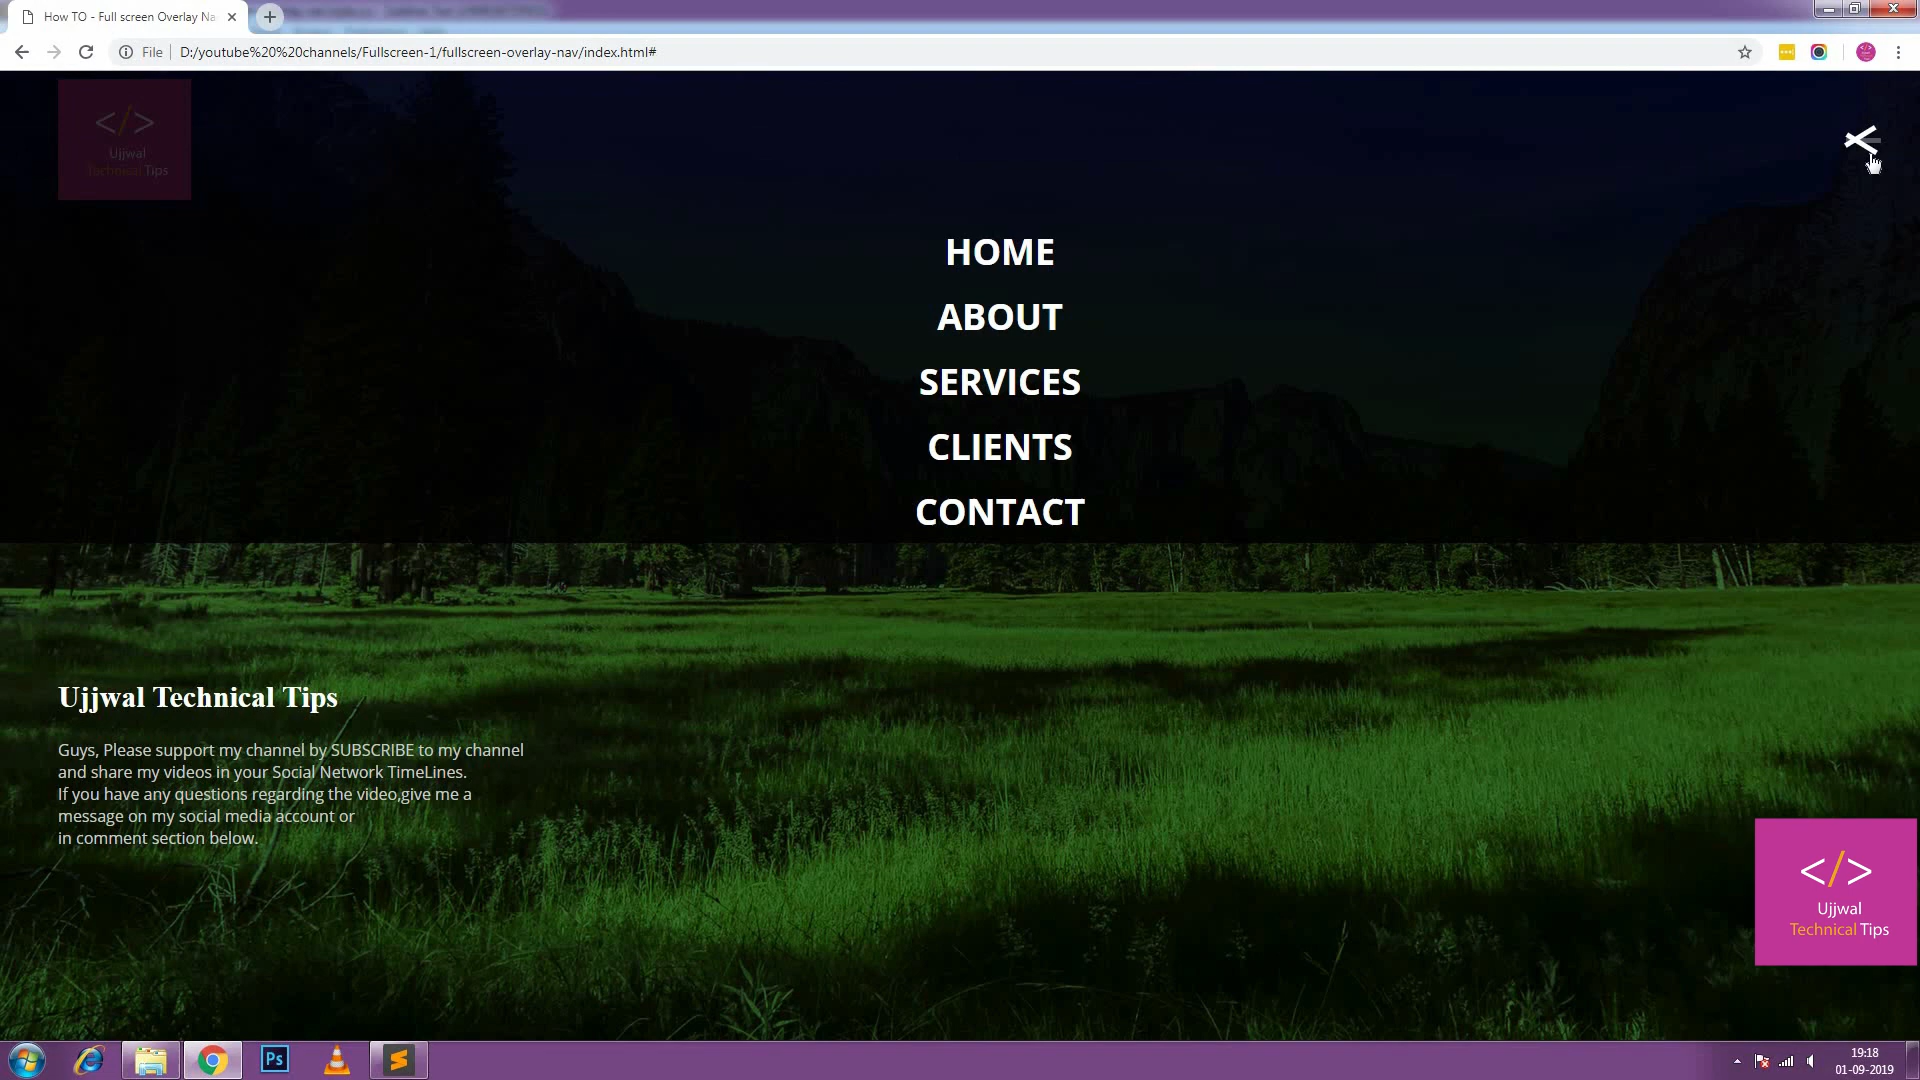 How TO - Full screen Overlay Na
File
D:/youtube%20%20channels/Fullscreen-1/fullscreen-overlay-nav/index.html#
</>
Ujjwal
Technical Tips
HOME
ABOUT
SERVICES
CLIENTS
CONTACT
Ujjwal Technical Tips
Guys, Please support my channel by SUBSCRIBE to my channel
and share my videos in your Social Network TimeLines.
If you have any questions regarding the video,give me a
message on my social media account or
in comment section below.
</>
Ujjwal
Technical Tips
Ps
19:18
01-09-2019